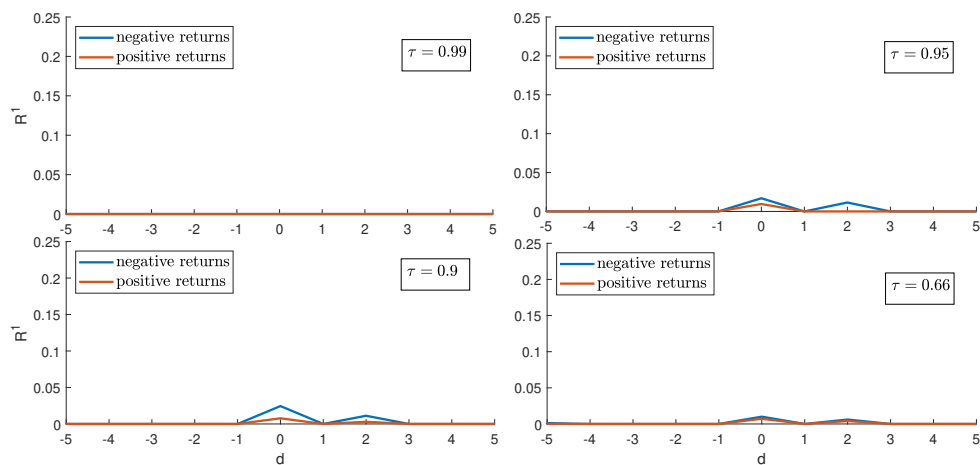 0.25
0.2
0.15
0.1
0.05
0
R¹
negative returns
positive returns
τ = 0.99
-5 -4 -3 -2 -1 0 1 2 3 4 5
0.25
0.2
0.15
0.1
0.05
0
negative returns
positive returns
τ = 0.95
-5 -4 -3 -2 -1 0 1 2 3 4 5
0.25
0.2
0.15
0.1
0.05
0
R¹
negative returns
positive returns
τ = 0.9
-5 -4 -3 -2 -1 0 1 2 3 4 5
d
0.25
0.2
0.15
0.1
0.05
0
negative returns
positive returns
τ = 0.66
-5 -4 -3 -2 -1 0 1 2 3 4 5
d